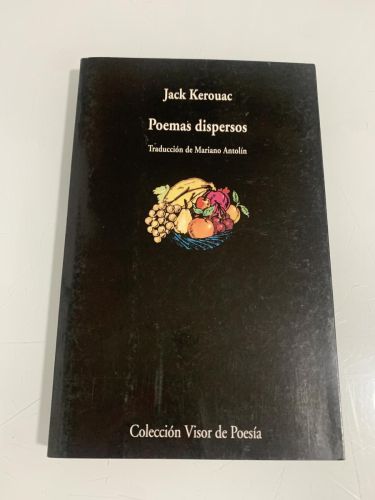 Jack Kerouac
Poemas dispersos
Traducción de Mariano Antolín
Colección Visor de Poesía